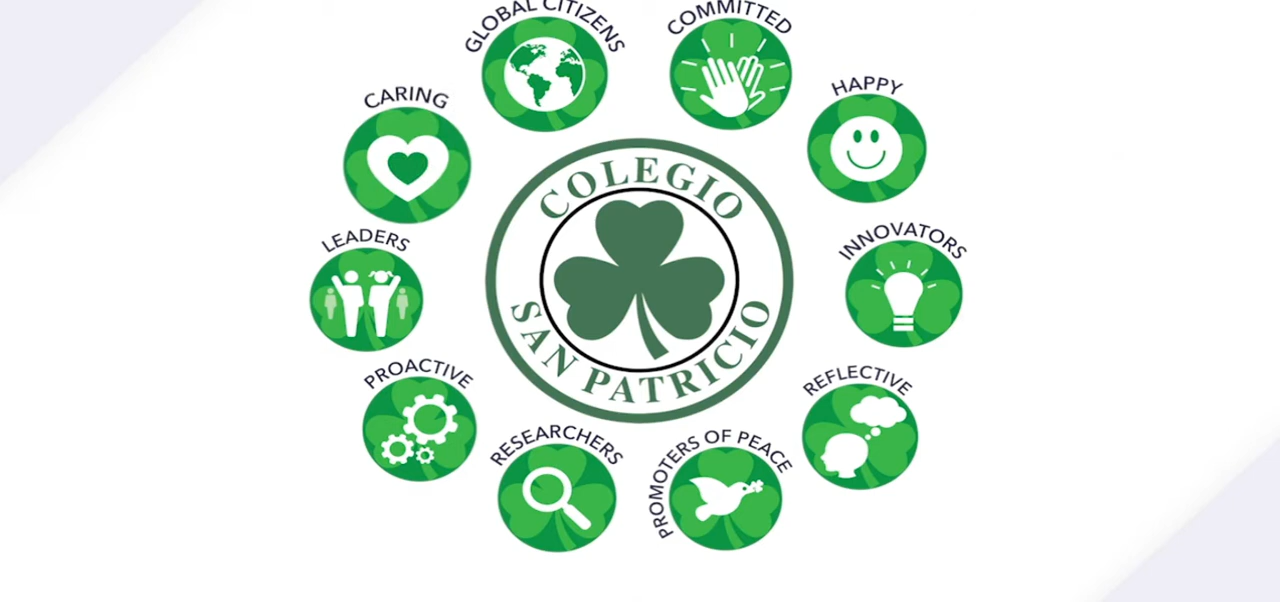 GLOBAL CITIZENS
COMMITTED
HAPPY
CARING
COLEGIO
SAN PATRICIO
INNOVATORS
LEADERS
REFLECTIVE
PROACTIVE
RESEARCHERS
PROMOTERS OF PEACE